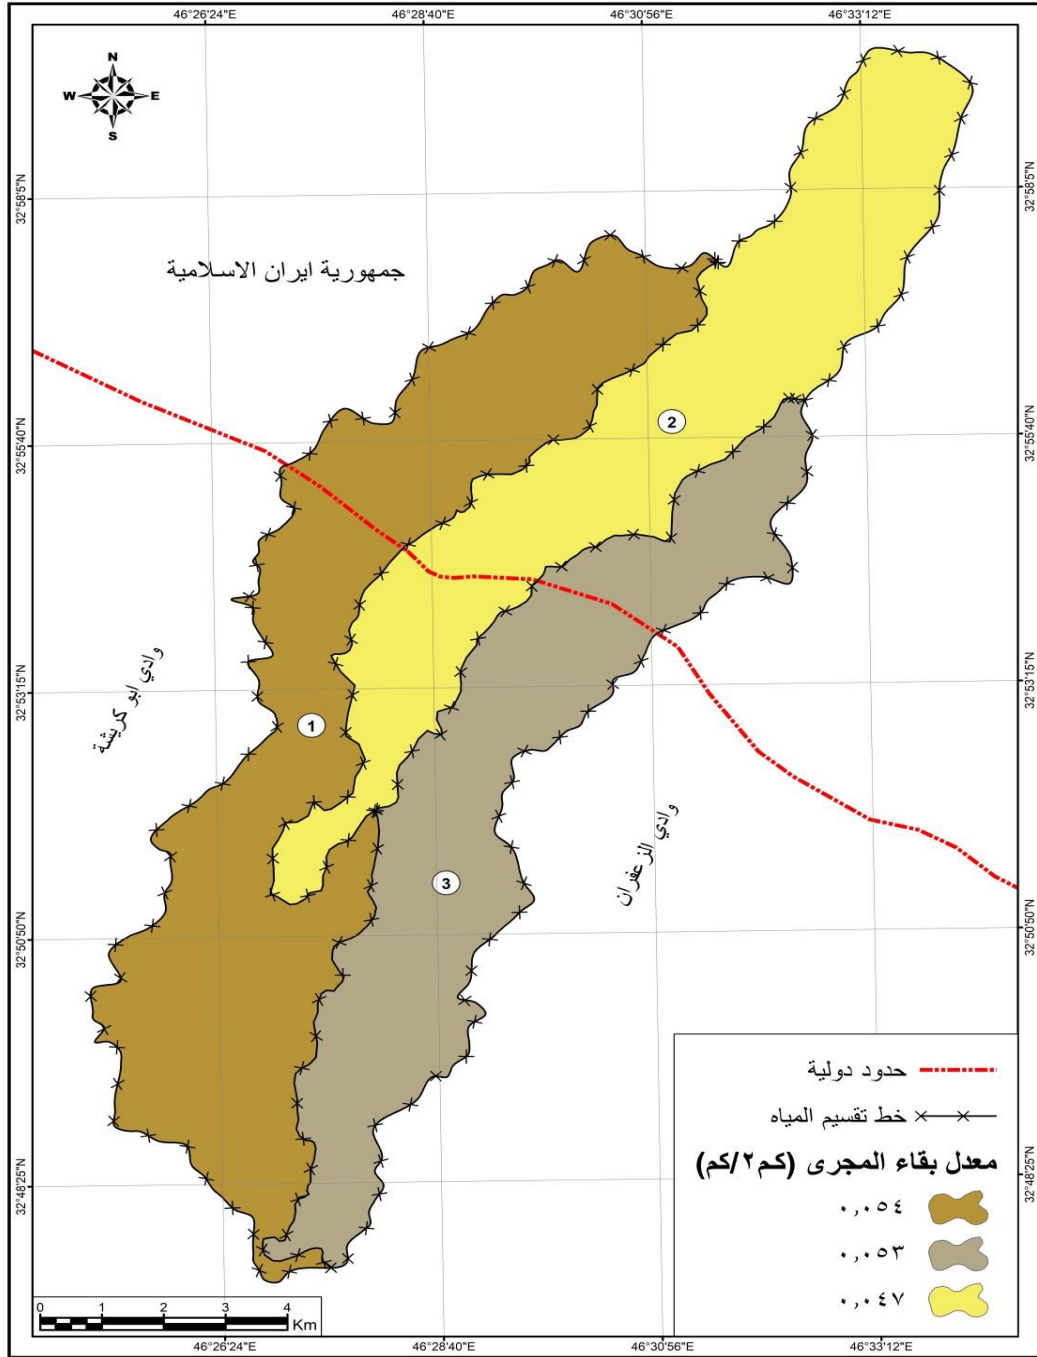 46°26'24"E 46°28'40"E 46°30'56"E 46°33'12"E
N
W E
S
32°58'5"N 32°58'5"N
جمهورية ايران الاسلامية
32°55'40"N 32°55'40"N
2
32°53'15"N 32°53'15"N
1
وادي ابو كريشة
وادي الزعفران
3
32°50'50"N 32°50'50"N
حدود دولية
خط تقسيم المياه
معدل بقاء المجرى (كم٢/كم)
٠,٠٥٤
٠,٠٥٣
٠,٠٤٧
32°48'25"N 32°48'25"N
0 1 2 3 4
Km
46°26'24"E 46°28'40"E 46°30'56"E 46°33'12"E